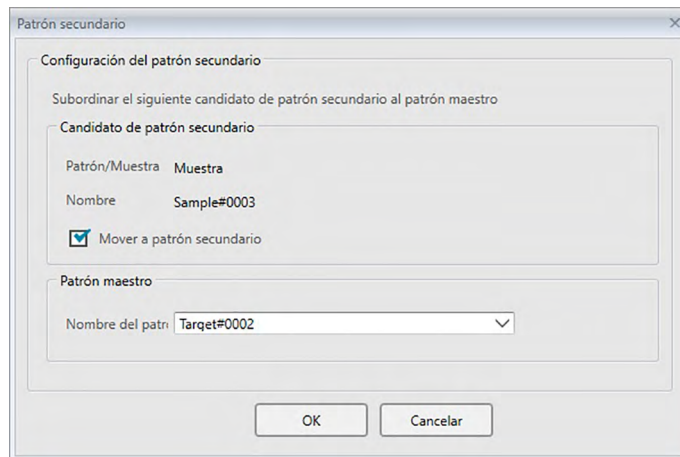 Patrón secundario
Configuración del patrón secundario
Subordinar el siguiente candidato de patrón secundario al patrón maestro
Candidato de patrón secundario
Patrón/Muestra Muestra
Nombre Sample#0003
Mover a patrón secundario
Patrón maestro
Nombre del patr Target#0002
OK Cancelar